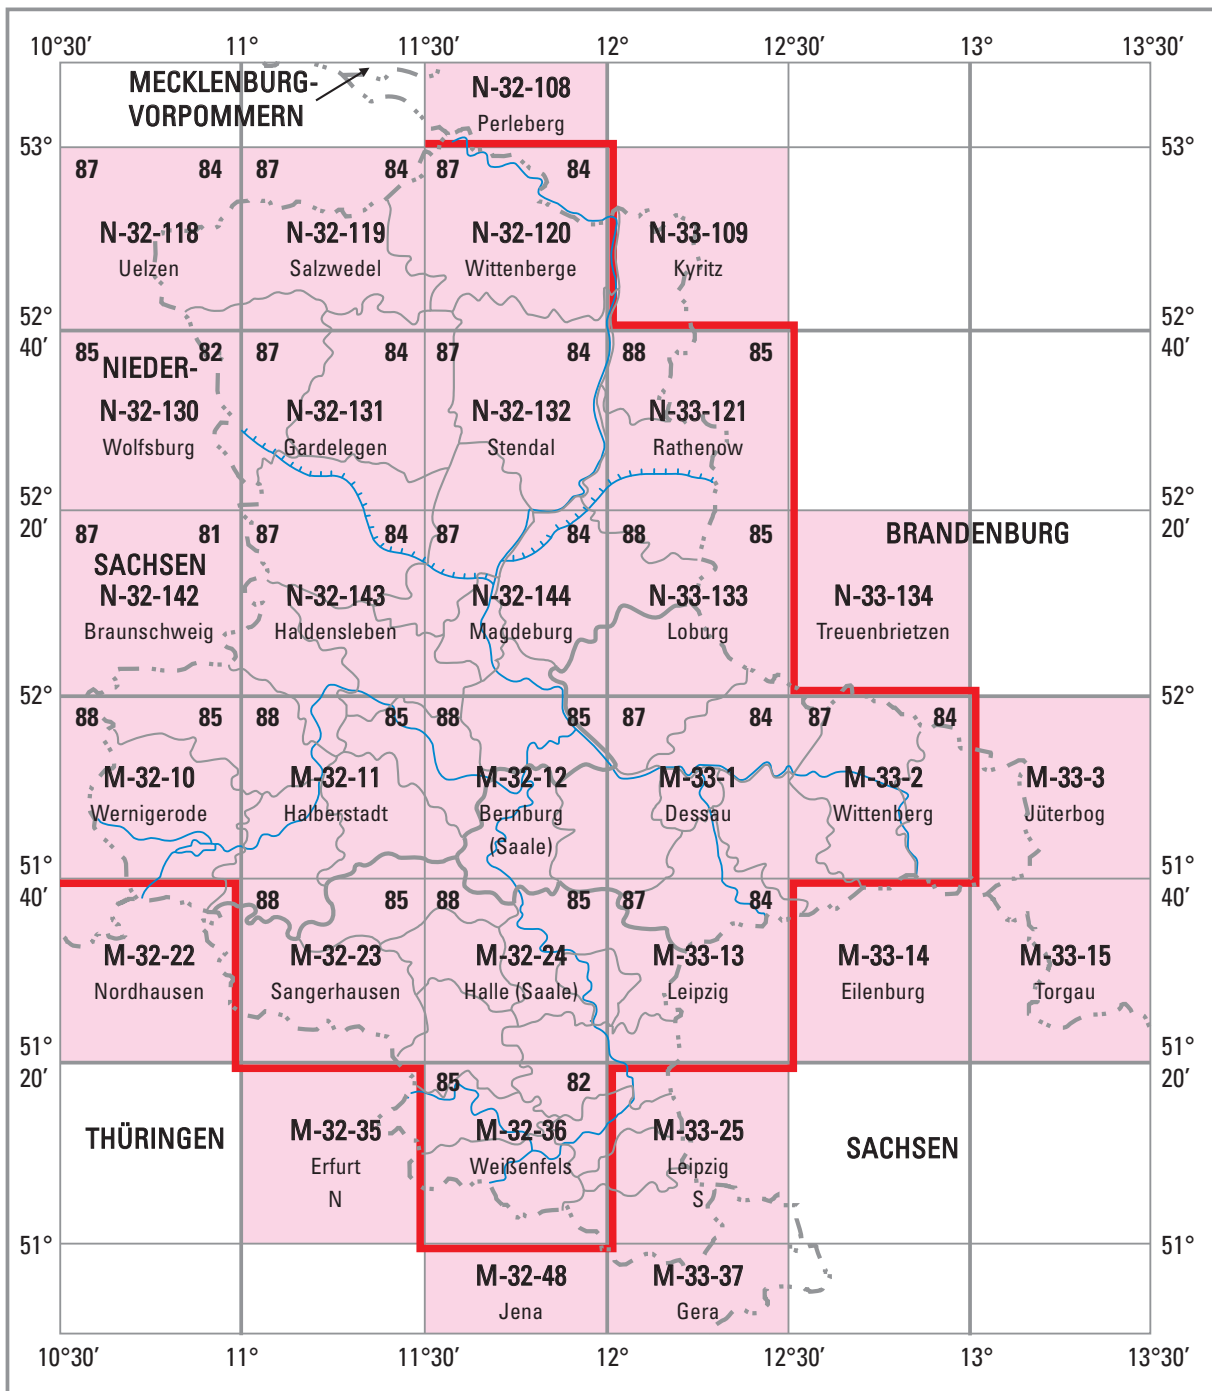 10°30′ 11° 11°30′ 12° 12°30′ 13° 13°30′
MECKLENBURG-
VORPOMMERN
N-32-108
Perleberg
53° 53°
87 84 87 84 87 84
N-32-118 N-32-119 N-32-120 N-33-109
Uelzen Salzwedel Wittenberge Kyritz
52° 52°
40′ 40′
85 82 87 84 87 84 88 85
NIEDER-
N-32-130 N-32-131 N-32-132 N-33-121
Wolfsburg Gardelegen Stendal Rathenow
52° 52°
20′ 20′
87 81 87 84 87 84 88 85
BRANDENBURG
SACHSEN
N-32-142 N-32-143 N-32-144 N-33-133 N-33-134
Braunschweig Haldensleben Magdeburg Loburg Treuenbrietzen
52° 52°
88 85 88 85 88 85 87 84 87 84
M-32-10 M-32-11 M-32-12 M-33-1 M-33-2 M-33-3
Wernigerode Halberstadt Bernburg Dessau Wittenberg Jüterbog
(Saale)
51° 51°
40′ 40′
88 85 88 85 87 84
M-32-22 M-32-23 M-32-24 M-33-13 M-33-14 M-33-15
Nordhausen Sangerhausen Halle (Saale) Leipzig Eilenburg Torgau
51° 51°
20′ 20′
85 82
THÜRINGEN
M-32-35 M-32-36 M-33-25
SACHSEN
Erfurt Weißenfels Leipzig
N S
51° 51°
M-32-48 M-33-37
Jena Gera
10°30′ 11° 11°30′ 12° 12°30′ 13° 13°30′